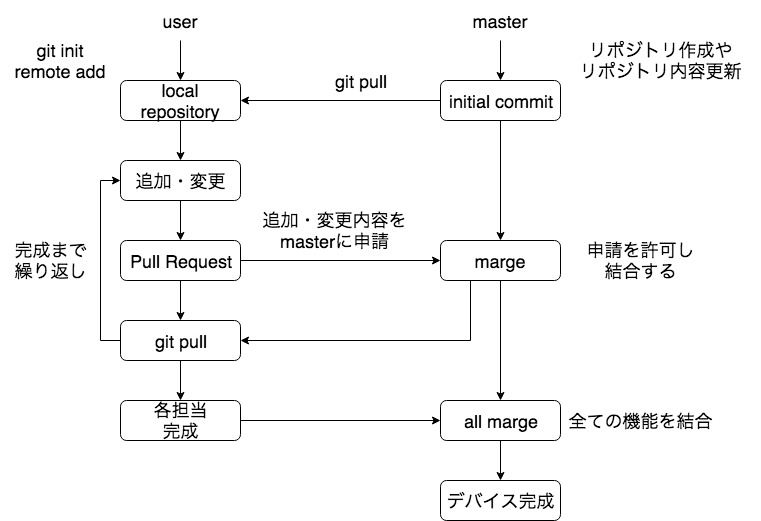 user
master
git init
remote add
リポジトリ作成や
リポジトリ内容更新
local
repository
git pull
initial commit
追加・変更
追加・変更内容を
masterに申請
完成まで
繰り返し
Pull Request
marge
申請を許可し
結合する
git pull
各担当
完成
all marge
全ての機能を結合
デバイス完成